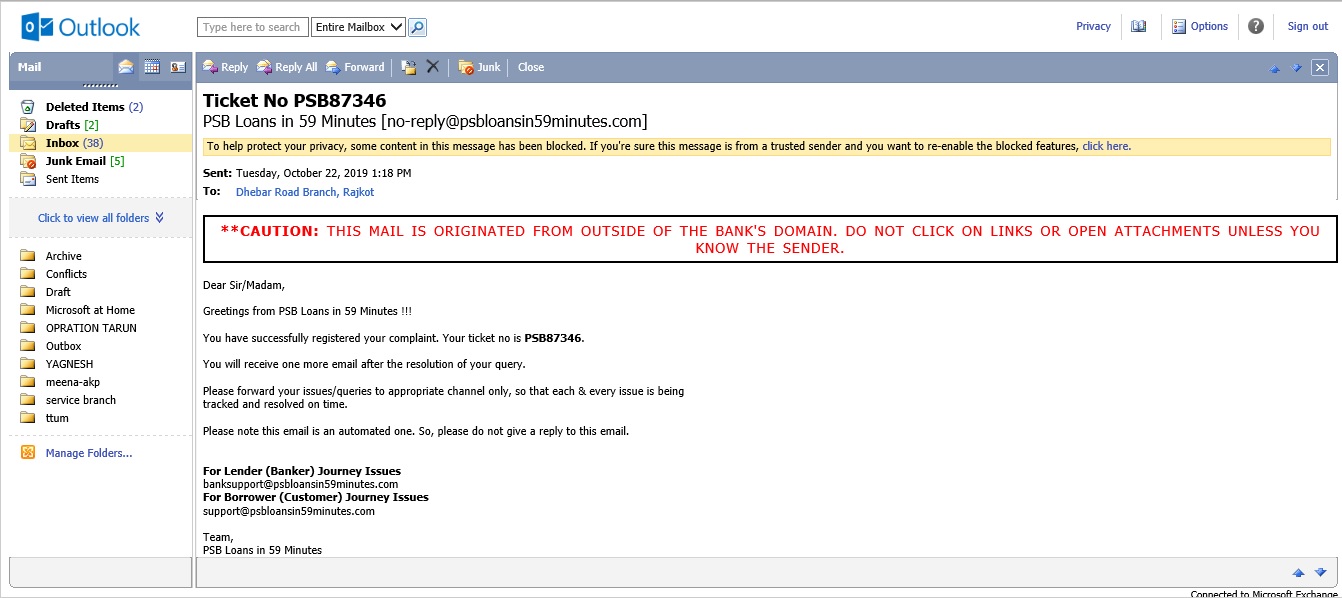 Outlook
Type here to search
Entire Mailbox
Privacy
Options
Sign out
Mail
Reply
Reply All
Forward
Junk
Close
Deleted Items (2)
Drafts [2]
Inbox (38)
Junk Email [5]
Sent Items
Click to view all folders
Archive
Conflicts
Draft
Microsoft at Home
OPRATION TARUN
Outbox
YAGNESH
meena-akp
service branch
ttum
Manage Folders...
Ticket No PSB87346
PSB Loans in 59 Minutes [no-reply@psbloansin59minutes.com]
To help protect your privacy, some content in this message has been blocked. If you're sure this message is from a trusted sender and you want to re-enable the blocked features, click here.
Sent: Tuesday, October 22, 2019 1:18 PM
To: Dhebar Road Branch, Rajkot
**CAUTION: THIS MAIL IS ORIGINATED FROM OUTSIDE OF THE BANK'S DOMAIN. DO NOT CLICK ON LINKS OR OPEN ATTACHMENTS UNLESS YOU
KNOW THE SENDER.
Dear Sir/Madam,
Greetings from PSB Loans in 59 Minutes !!!
You have successfully registered your complaint. Your ticket no is PSB87346.
You will receive one more email after the resolution of your query.
Please forward your issues/queries to appropriate channel only, so that each & every issue is being
tracked and resolved on time.
Please note this email is an automated one. So, please do not give a reply to this email.
For Lender (Banker) Journey Issues
banksupport@psbloansin59minutes.com
For Borrower (Customer) Journey Issues
support@psbloansin59minutes.com
Team,
PSB Loans in 59 Minutes
Connected to Microsoft Exchange